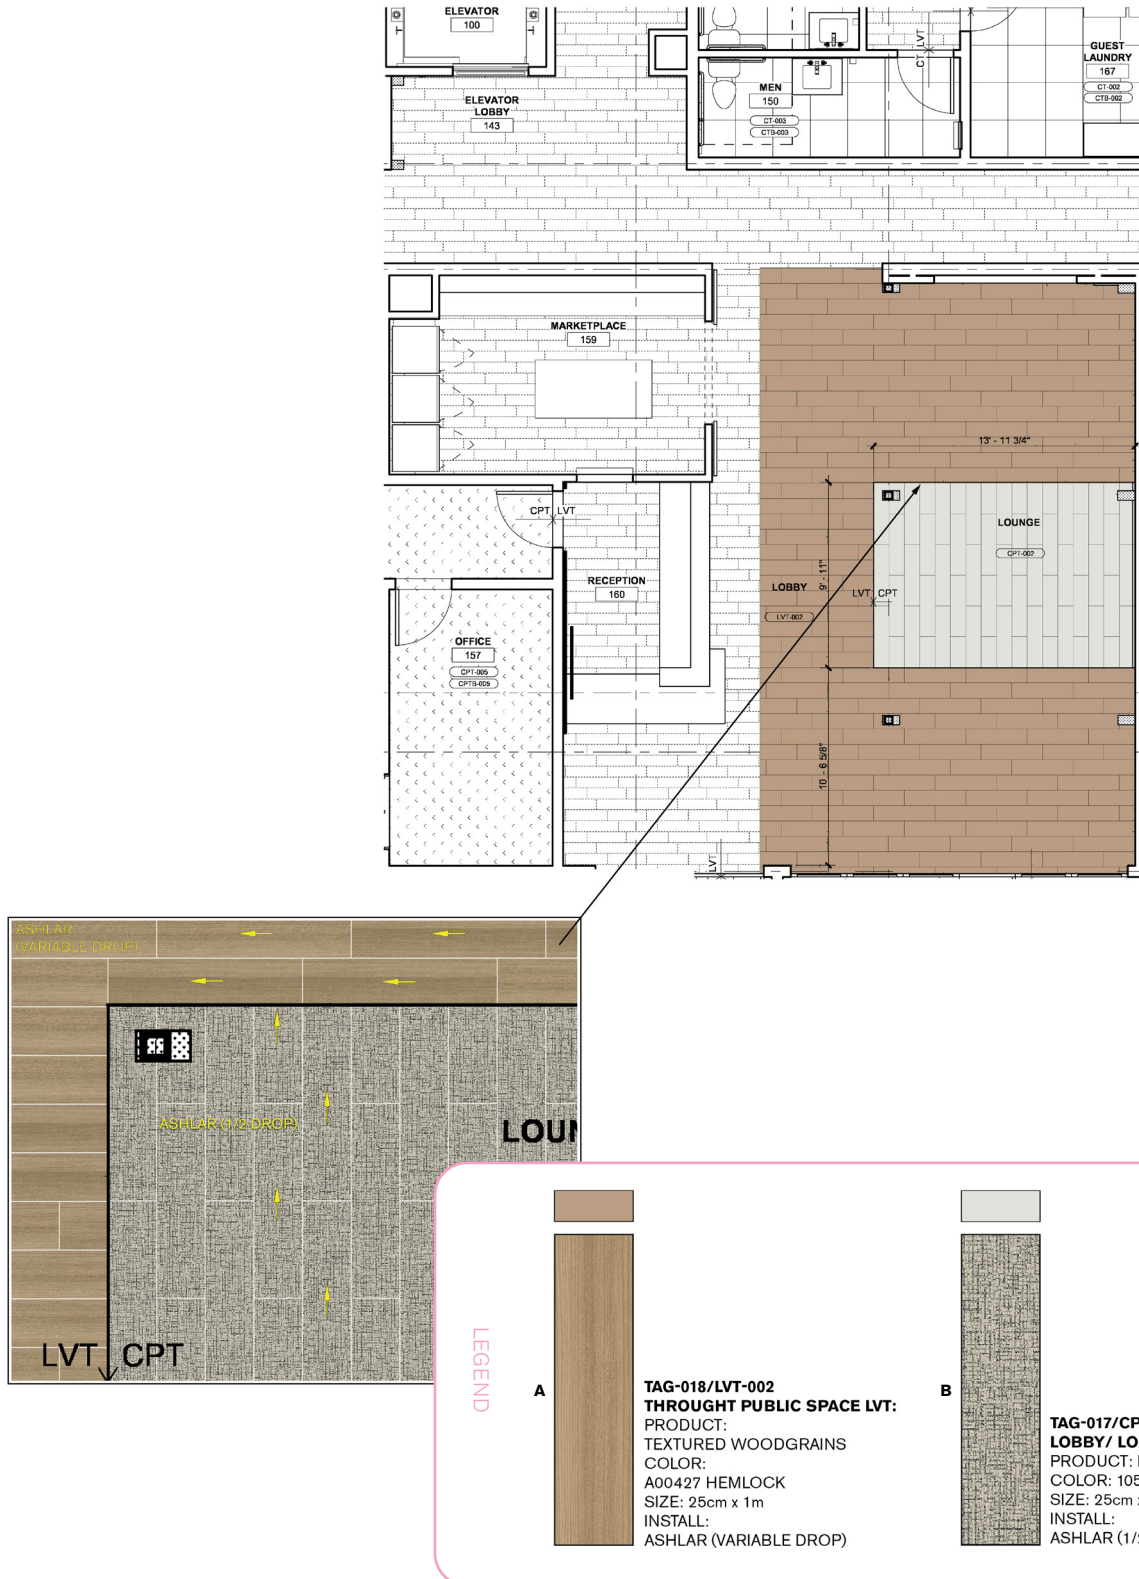 ELEVATOR
100
ELEVATOR
LOBBY
143
MEN
150
CT-003
CTB-003
CT LVT
GUEST
LAUNDRY
167
CT-002
CTB-002
MARKETPLACE
159
13' - 11 3/4"
CPT LVT
LOUNGE
CPT-002
RECEPTION
160
LOBBY
9' - 11"
LVT CPT
LVT-002
OFFICE
157
CPT-005
CPTB-005
10 - 6 5/8"
LVT
ASHLAR
(VARIABLE DROP)
ASHLAR (1/2 DROP)
LOUN
LVT CPT
LEGEND
A
TAG-018/LVT-002
THROUGHT PUBLIC SPACE LVT:
PRODUCT:
TEXTURED WOODGRAINS
COLOR:
A00427 HEMLOCK
SIZE: 25cm x 1m
INSTALL:
ASHLAR (VARIABLE DROP)
B
TAG-017/CP
LOBBY/ LO
PRODUCT:
COLOR: 105
SIZE: 25cm
INSTALL:
ASHLAR (1/2